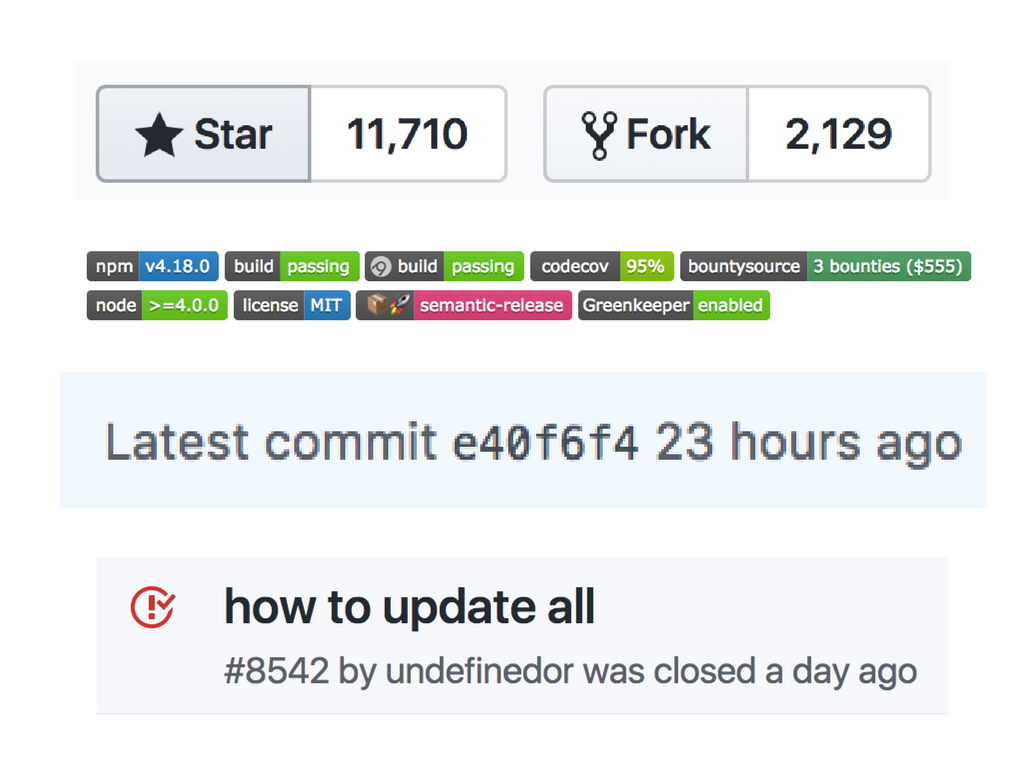 Star 11,710 Fork 2,129
npm v4.18.0 build passing build passing codecov 95% bountysource 3 bounties ($555)
node >=4.0.0 license MIT semantic-release Greenkeeper enabled
Latest commit e40f6f4 23 hours ago
how to update all
#8542 by undefinedor was closed a day ago